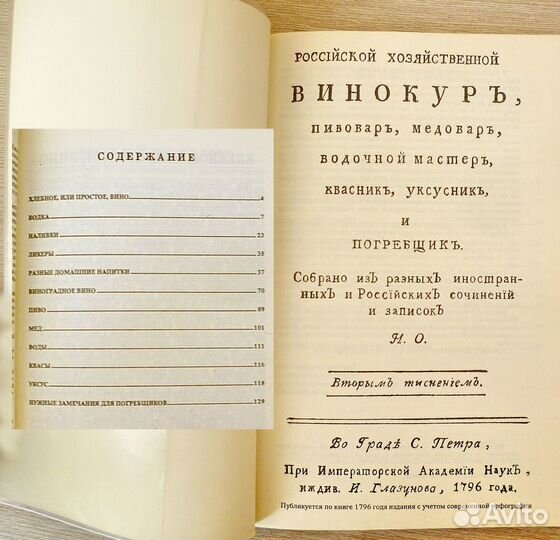 СОДЕРЖАНИЕ
ХЛЕБНОЕ, ИЛИ ПРОСТОЕ, ВИНО 4
ВОДКА 7
НАЛИВКИ 23
ЛИКЕРЫ 35
РАЗНЫЕ ДОМАШНИЕ НАПИТКИ 37
ВИНОГРАДНОЕ ВИНО 70
ПИВО 89
МЕД 101
ВОДЫ 111
КВАСЫ 116
УКСУС 118
НУЖНЫЕ ЗАМЕЧАНИЯ ДЛЯ ПОГРЕБЩИКОВ 129
РОССІЙСКОЙ ХОЗЯЙСТВЕННОЙ
ВИНОКУРЪ,
ПИВОВАРЪ, МЕДОВАРЪ,
ВОДОЧНОЙ МАСТЕРЪ,
КВАСНИКЪ, УКСУСНИКЪ,
И
ПОГРЕБЩИКЪ.
Собрано изЪ разныхЪ иностран-
ныхЪ и РоссійскихЪ сочиненій
и записокЪ
Н. О.
ВторымЪ тисненіемЪ.
Во Градѣ С. Петра,
При Императорской Академіи НаукЪ,
иждив. И. Глазунова, 1796 года.
Публикуется по книге 1796 года издания с учетом современной орфографии
Avito